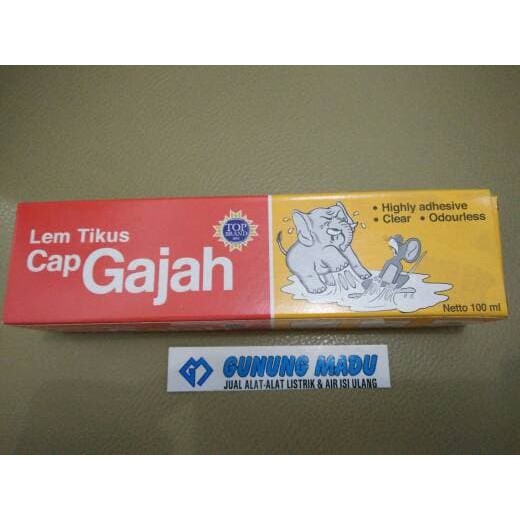 Lem Tikus
Cap Gajah
TOP
BRAND
• Highly adhesive
• Clear • Odourless
Netto 100 ml
GUNUNG MADU
JUAL ALAT-ALAT LISTRIK & AIR ISI ULANG